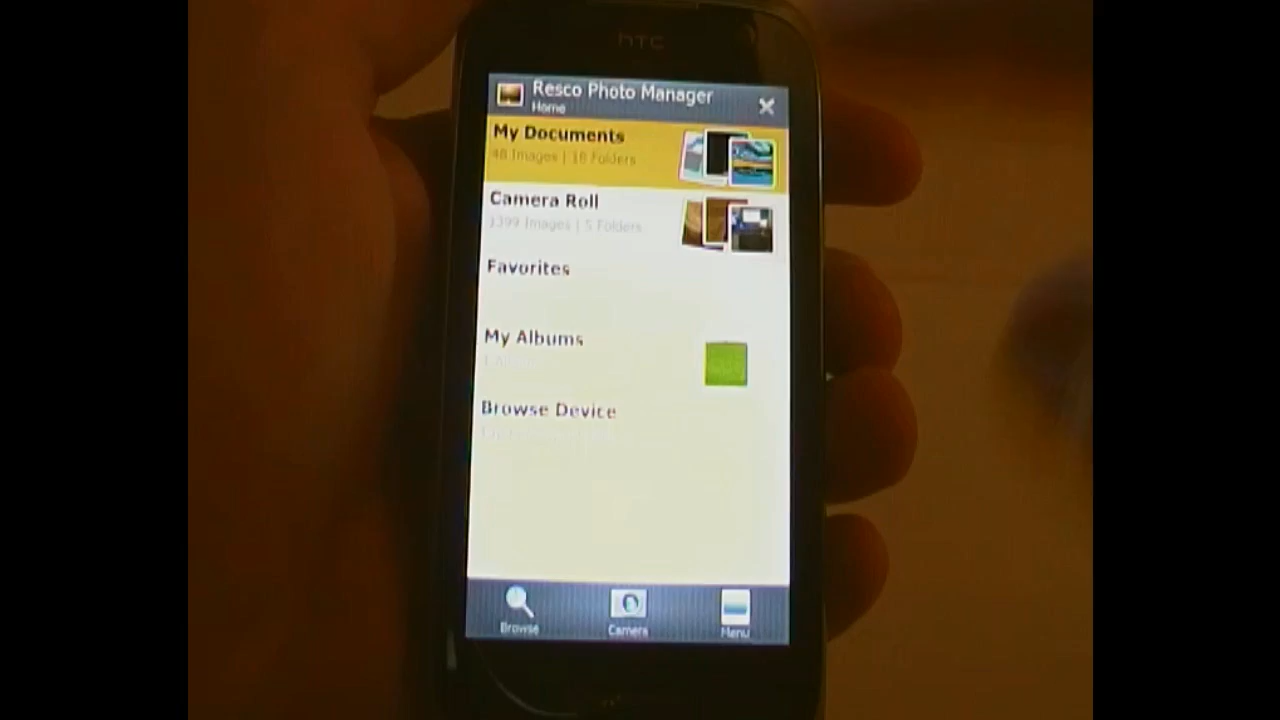 hTC
Resco Photo Manager
Home
My Documents
48 Images | 18 Folders
Camera Roll
1399 Images | 5 Folders
Favorites
My Albums
Browse Device
Browse
Camera
Menu